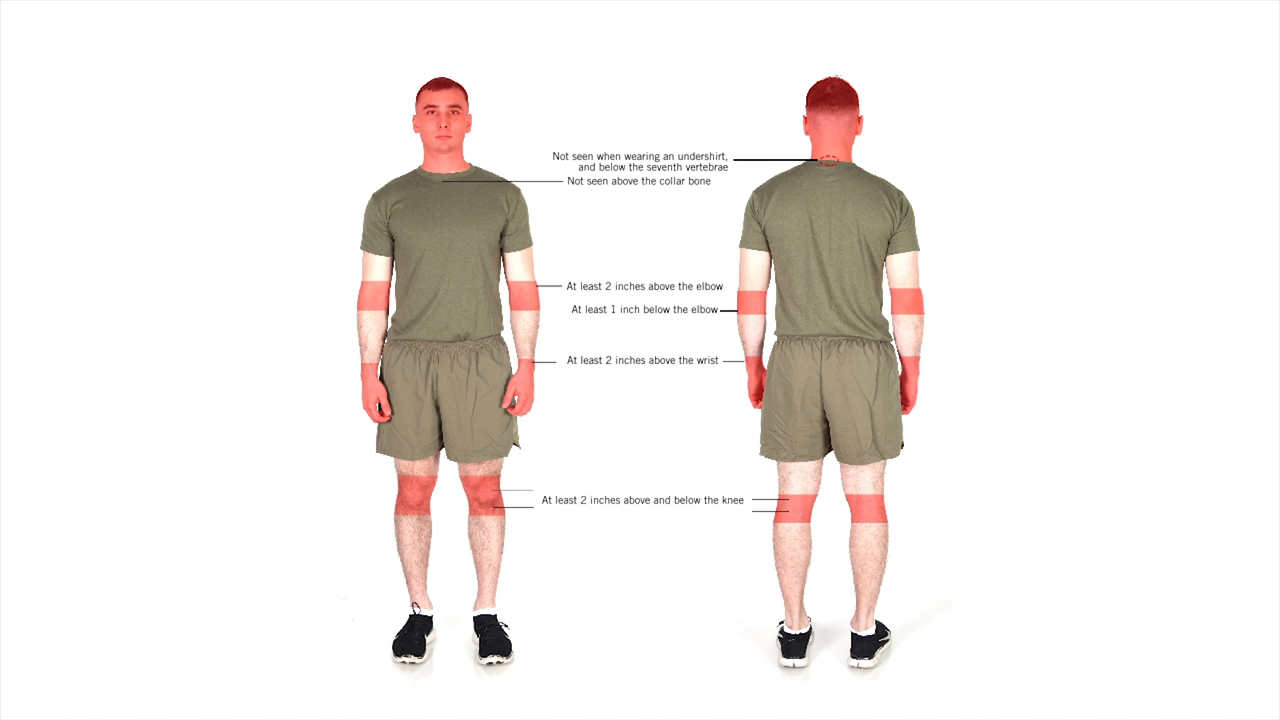 Not seen when wearing an undershirt,
and below the seventh vertebrae
Not seen above the collar bone
At least 2 inches above the elbow
At least 1 inch below the elbow
At least 2 inches above the wrist
At least 2 inches above and below the knee